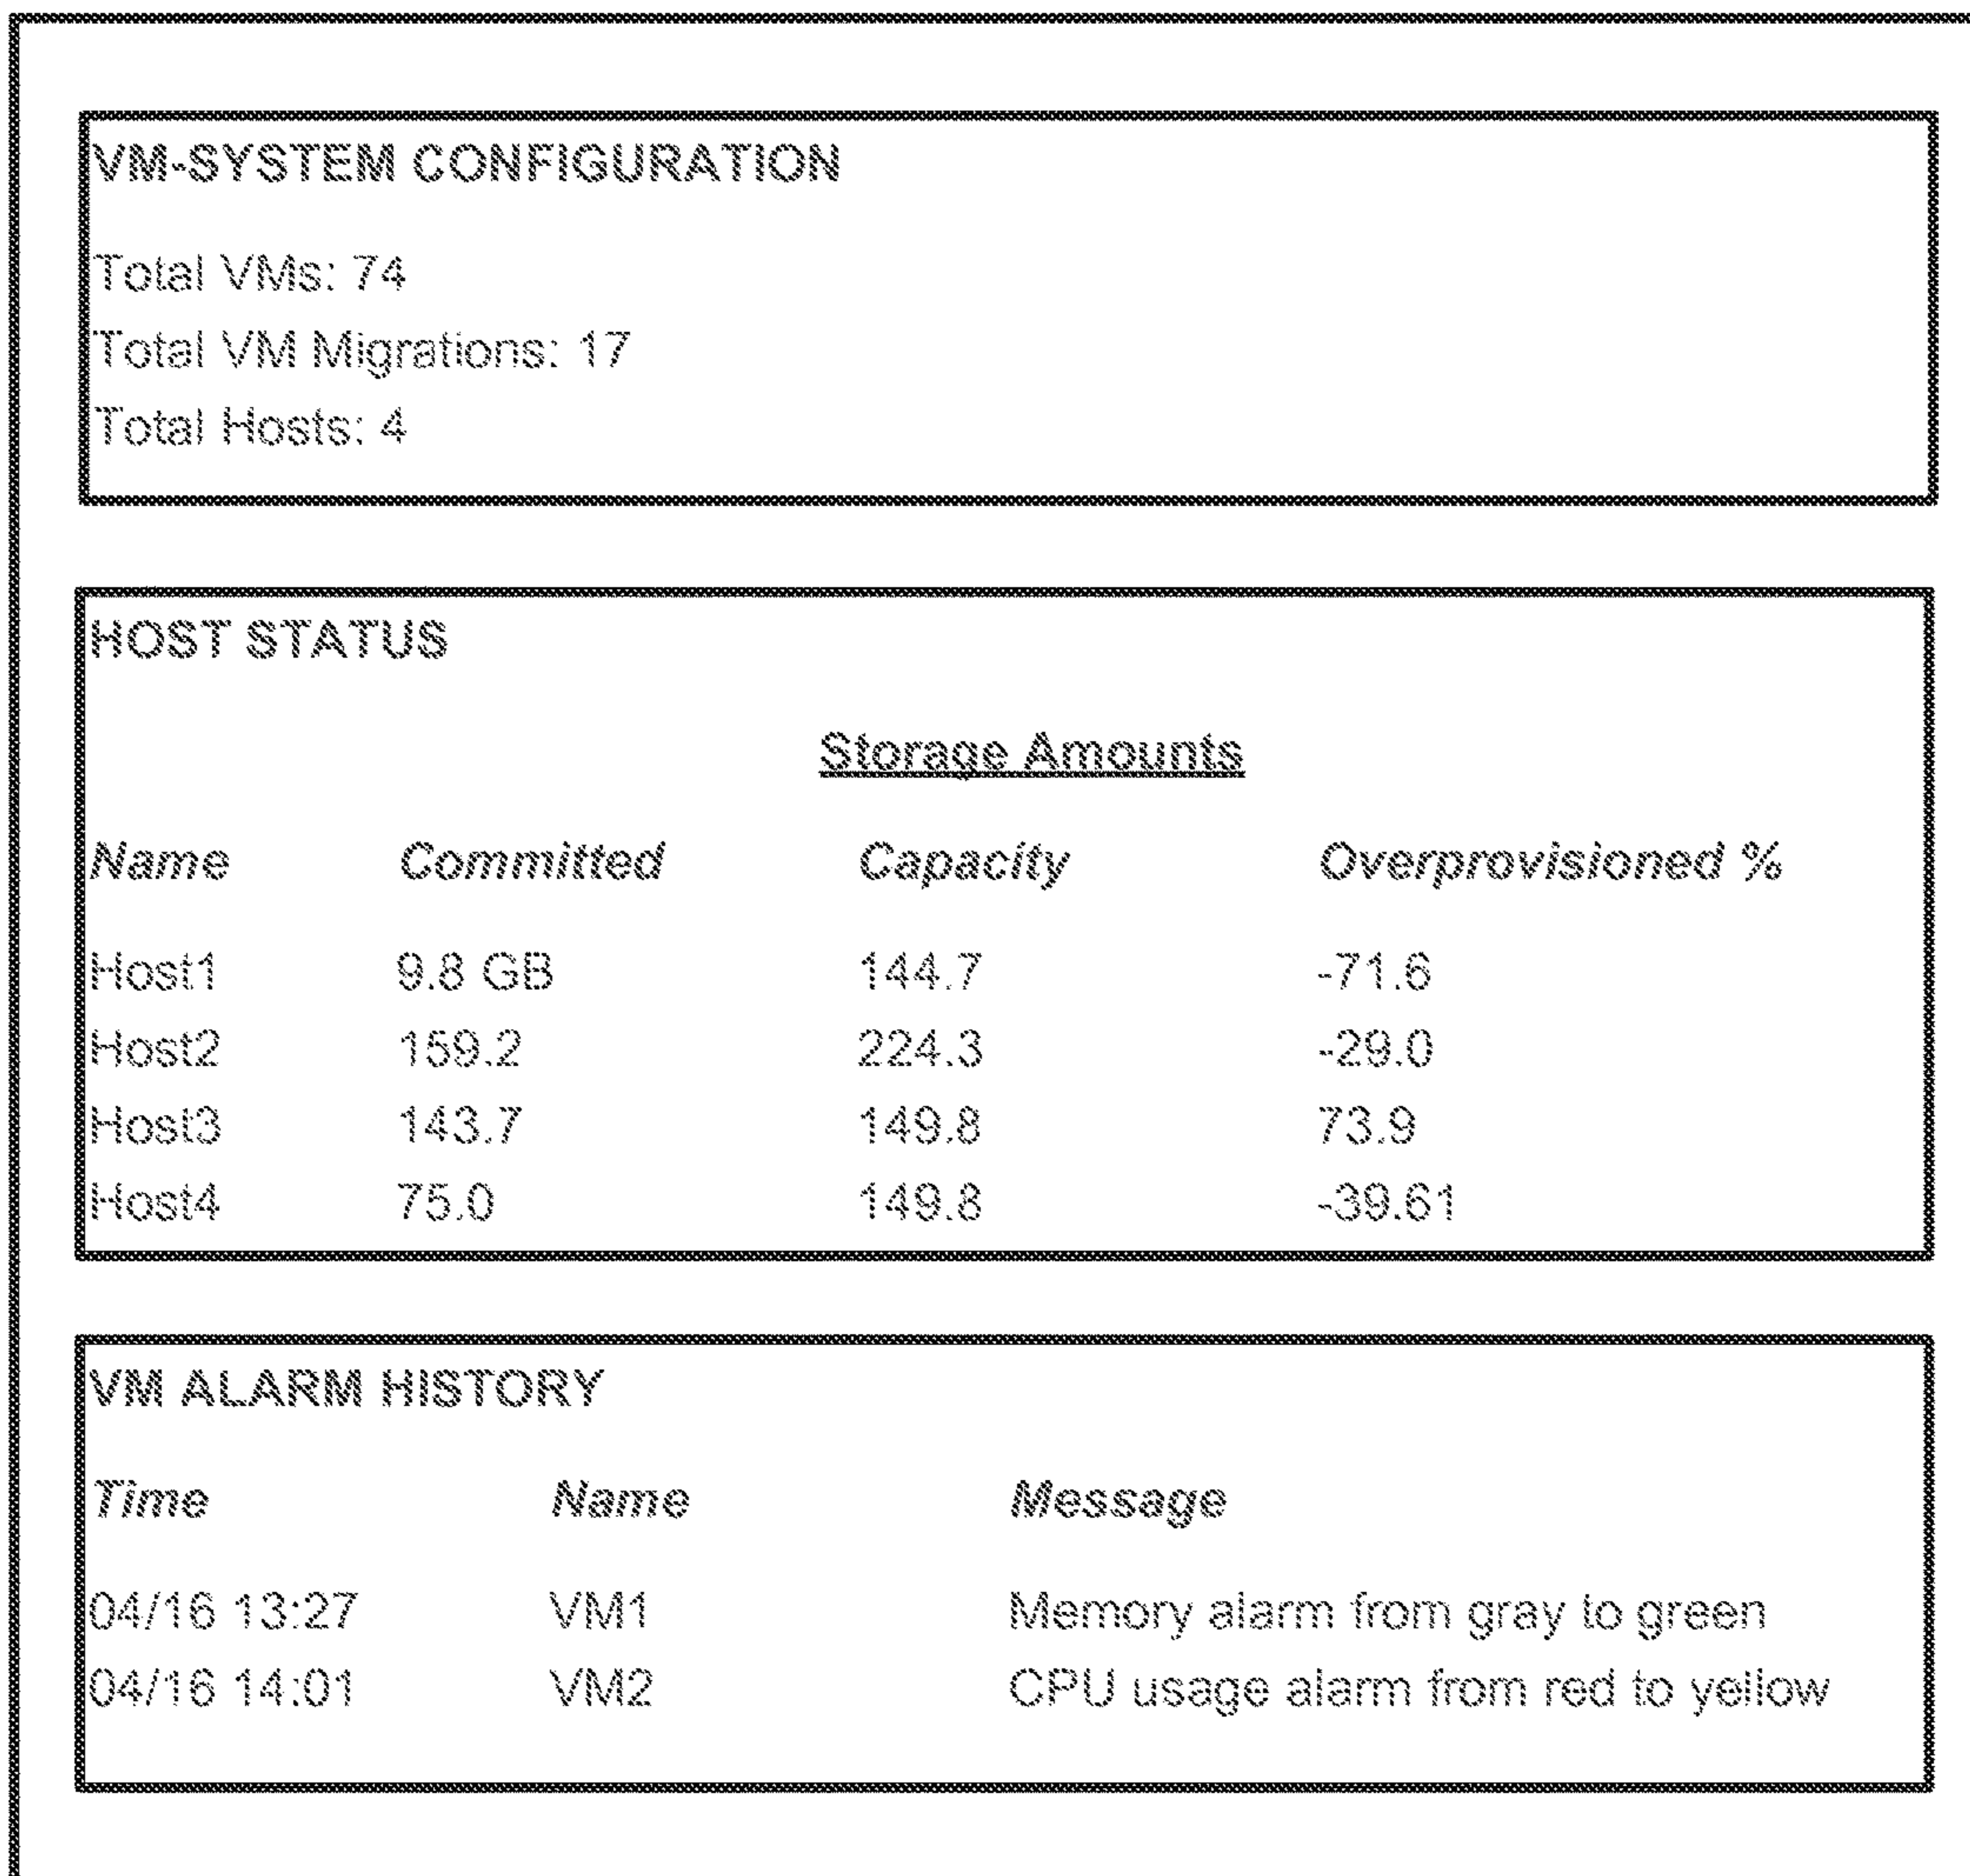 VM-SYSTEM CONFIGURATION
Total VMs: 74
Total VM Migrations: 17
Total Hosts: 4
HOST STATUS
Storage Amounts
Name Committed Capacity Overprovisioned %
Host1 9.8 GB 144.7 -71.6
Host2 159.2 224.3 -29.0
Host3 143.7 149.8 73.9
Host4 75.0 149.8 -39.61
VM ALARM HISTORY
Time Name Message
04/16 13:27 VM1 Memory alarm from gray to green
04/16 14:01 VM2 CPU usage alarm from red to yellow